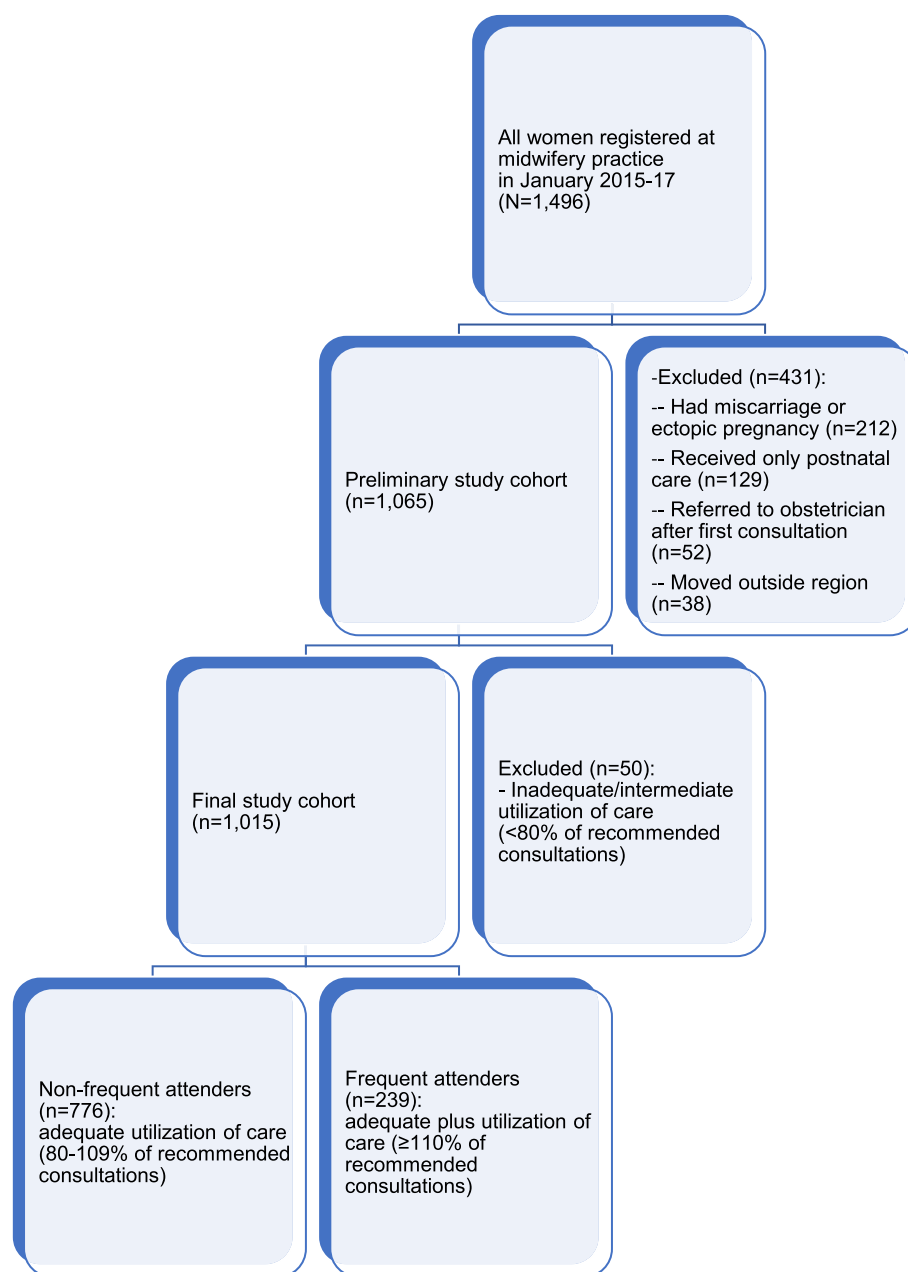 All women registered at
midwifery practice
in January 2015-17
(N=1,496)
Preliminary study cohort
(n=1,065)
-Excluded (n=431):
-- Had miscarriage or
ectopic pregnancy (n=212)
-- Received only postnatal
care (n=129)
-- Referred to obstetrician
after first consultation
(n=52)
-- Moved outside region
(n=38)
Final study cohort
(n=1,015)
Excluded (n=50):
- Inadequate/intermediate
utilization of care
(<80% of recommended
consultations)
Non-frequent attenders
(n=776):
adequate utilization of care
(80-109% of recommended
consultations)
Frequent attenders
(n=239):
adequate plus utilization of
care (≥110% of
recommended
consultations)